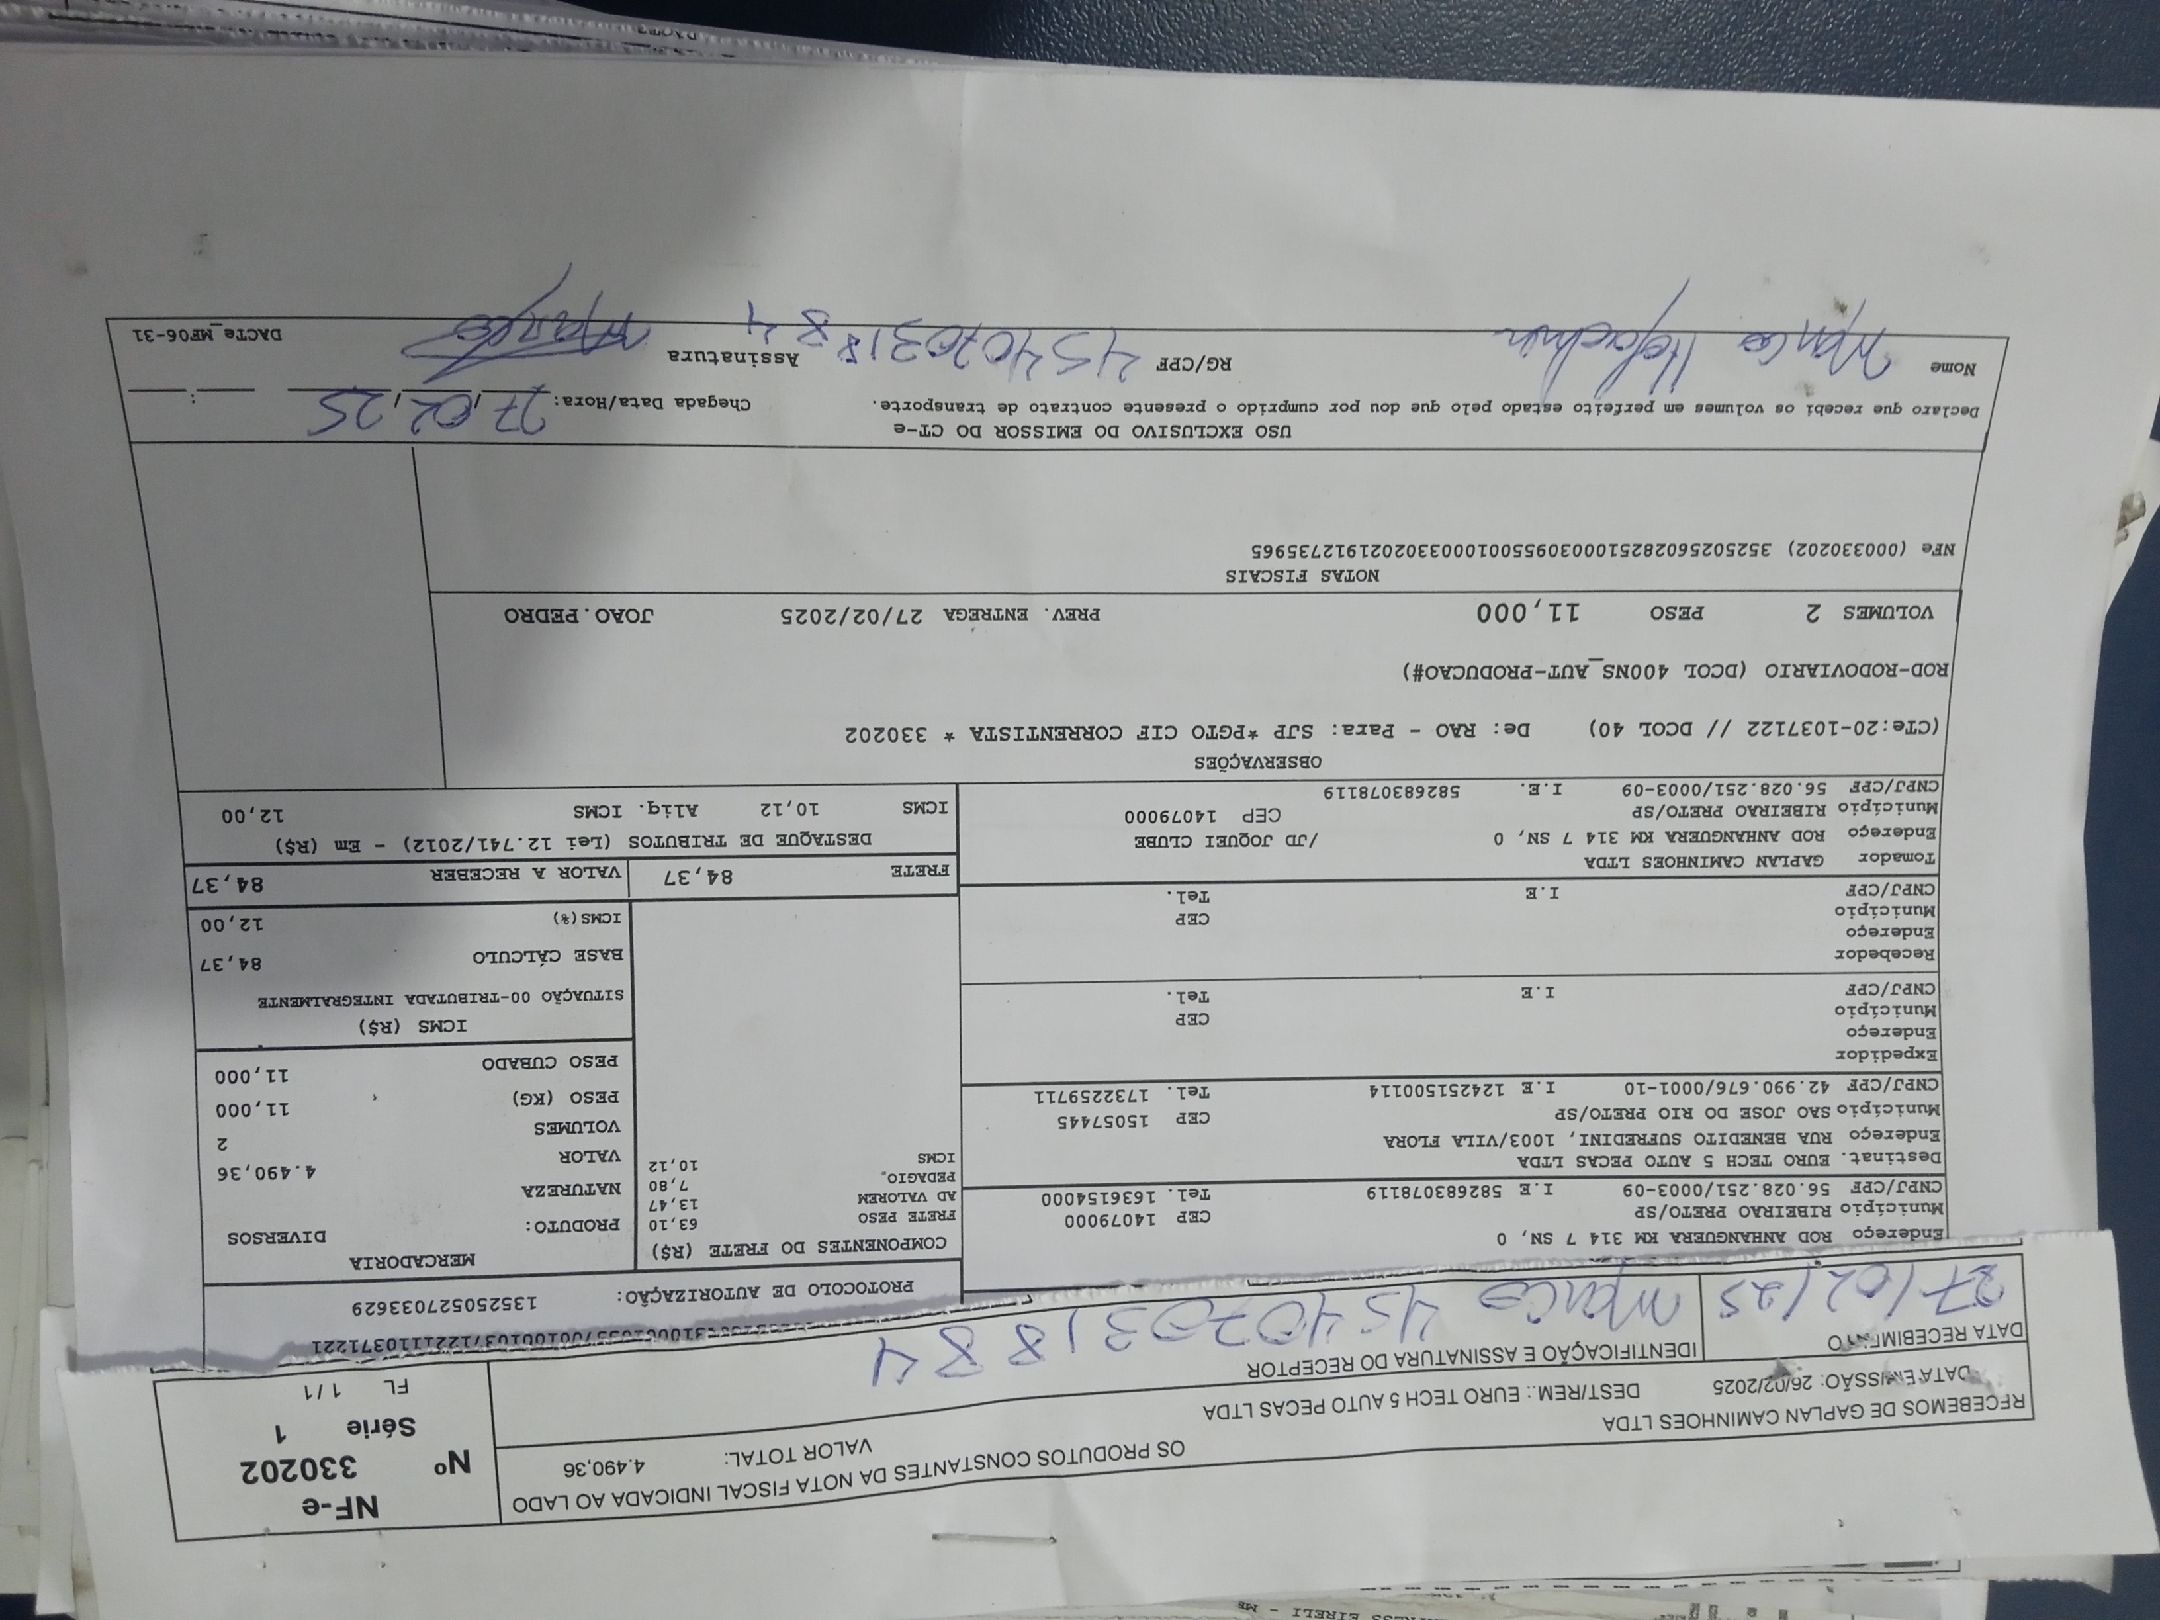 RECEBEMOS DE GAPLAN CAMINHOES LTDA OS PRODUTOS CONSTANTES DA NOTA FISCAL INDICADA AO LADO
DATA EMISSÃO: 26/02/2025 DEST/REM.: EURO TECH 5 AUTO PECAS LTDA VALOR TOTAL: 4.490,36
DATA RECEBIMENTO IDENTIFICAÇÃO E ASSINATURA DO RECEPTOR
27/02/25 Marco 45407031884
NF-e
Nº 330202
Série 1
FL 1/1
PROTOCOLO DE AUTORIZAÇÃO: 135250527033629
Endereço ROD ANHANGUERA KM 314 7 SN, 0
Município RIBEIRAO PRETO/SP CEP 14079000
CNPJ/CPF 56.028.251/0003-09 I.E 582683078119 Tel. 1636154000
Destinat. EURO TECH 5 AUTO PECAS LTDA
Endereço RUA BENEDITO SUFREDINI, 1003/VILA FLORA
Município SAO JOSE DO RIO PRETO/SP CEP 15057445
CNPJ/CPF 42.990.676/0001-10 I.E 124251500114 Tel. 1732259711
Expedidor
Endereço
Município CEP
CNPJ/CPF I.E Tel.
Recebedor
Endereço
Município CEP
CNPJ/CPF I.E Tel.
Tomador GAPLAN CAMINHOES LTDA
Endereço ROD ANHANGUERA KM 314 7 SN, 0 /JD JOQUEI CLUBE
Município RIBEIRAO PRETO/SP CEP 14079000
CNPJ/CPF 56.028.251/0003-09 I.E. 582683078119
COMPONENTES DO FRETE (R$)
FRETE PESO 63,10
AD VALOREM 13,47
PEDAGIO. 7,80
ICMS 10,12
MERCADORIA
PRODUTO: DIVERSOS
NATUREZA
VALOR 4.490,36
VOLUMES 2
PESO (KG) 11,000
PESO CUBADO 11,000
ICMS (R$)
SITUAÇÃO 00-TRIBUTADA INTEGRALMENTE
BASE CÁLCULO 84,37
ICMS(%) 12,00
FRETE 84,37 VALOR A RECEBER 84,37
DESTAQUE DE TRIBUTOS (Lei 12.741/2012) - Em (R$)
ICMS 10,12 Aliq. ICMS 12,00
OBSERVAÇÕES
(CTe:20-1037122 // DCOL 40) De: RAO - Para: SJP *PGTO CIF CORRENTISTA * 330202
ROD-RODOVIARIO (DCOL 400NS_AUT-PRODUCAO#)
VOLUMES 2 PESO 11,000 PREV. ENTREGA 27/02/2025 JOAO.PEDRO
NOTAS FISCAIS
NFe (000330202) 35250256028251000309550010003302021912735965
USO EXCLUSIVO DO EMISSOR DO CT-e
Declaro que recebi os volumes em perfeito estado pelo que dou por cumprido o presente contrato de transporte. Chegada Data/Hora: 27,02,25 :
Nome Marco RG/CPF 45407031884 Assinatura Marco
DACTe_MF06-31